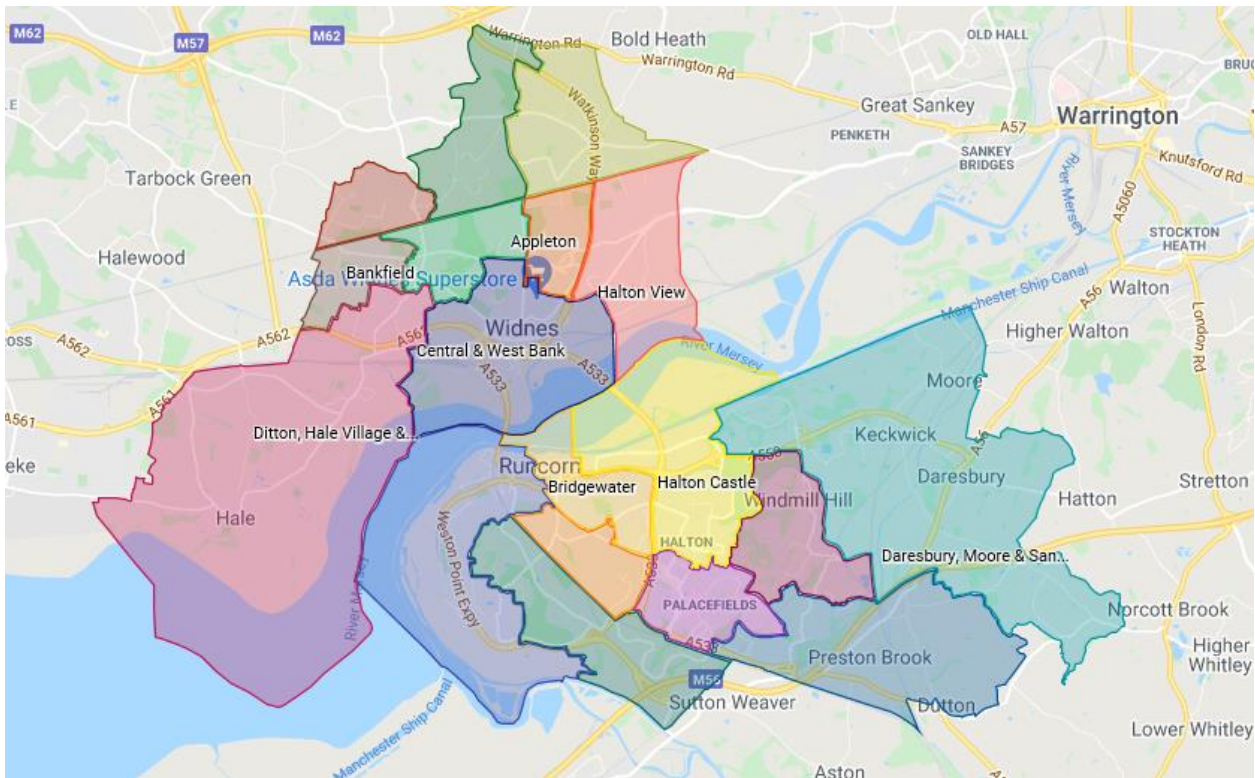 M62
M57
M62
Warrington Rd
Bold Heath
Warrington Rd
OLD HALL
Watkinson Way
Great Sankey
Warrington
PENKETH
A57
SANKEY
BRIDGES
Knutsford Rd
River Mersey
A5060
Tarbock Green
STOCKTON
HEATH
Halewood
Appleton
Bankfield
Asda Widnes Superstore
Halton View
Manchester Ship Canal
A56
Walton
London Rd
Higher Walton
A562
A562
Widnes
Central & West Bank
A533
A533
River Mersey
Moore
A561
A561
Ditton, Hale Village &...
Keckwick
A56
A558
Runcorn
Bridgewater
Halton Castle
Windmill Hill
Daresbury
Hatton
Stretton
Hale
Weston Point Expy
HALTON
Daresbury, Moore & San...
River Mersey
PALACEFIELDS
Norcott Brook
Higher
Whitley
Preston Brook
M56
Sutton Weaver
Dutton
Manchester Ship Canal
Lower Whitley
Aston